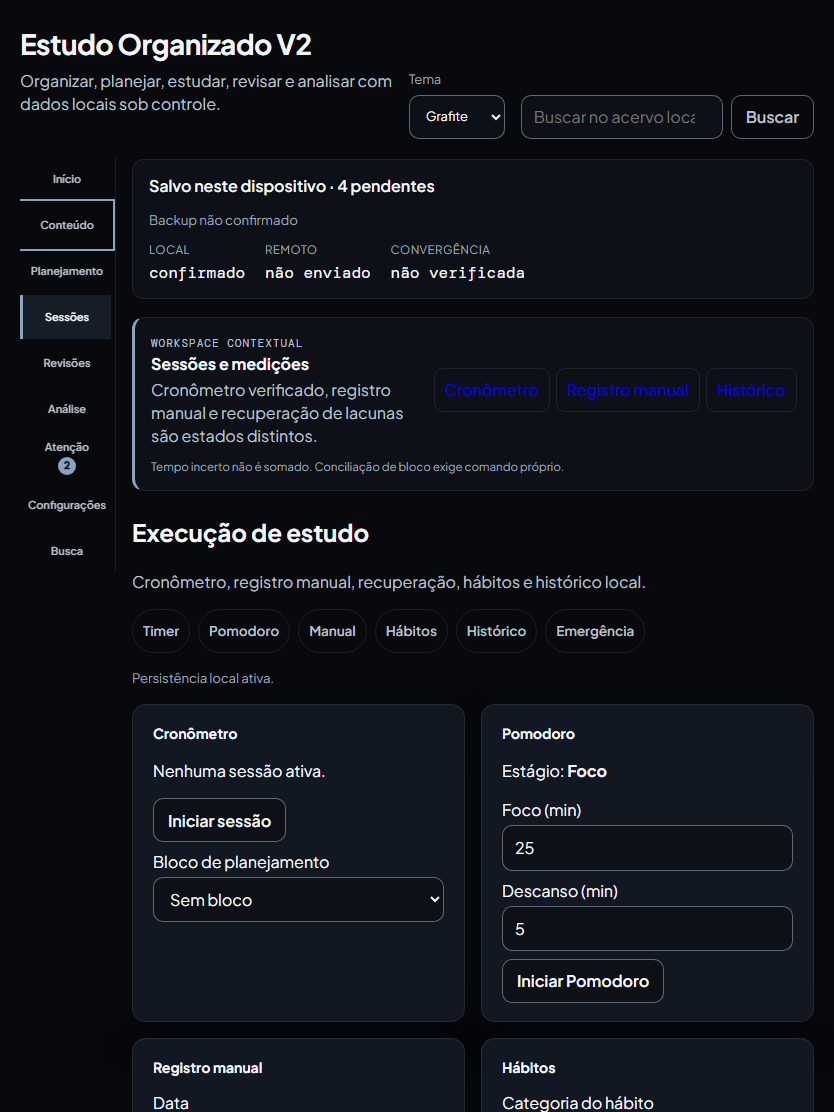 Estudo Organizado V2
Organizar, planejar, estudar, revisar e analisar com
dados locais sob controle.
Tema
Grafite
Buscar no acervo loca
Buscar
Início
Conteúdo
Planejamento
Sessões
Revisões
Análise
Atenção
2
Configurações
Busca
Salvo neste dispositivo · 4 pendentes
Backup não confirmado
LOCAL
confirmado
REMOTO
não enviado
CONVERGÊNCIA
não verificada
WORKSPACE CONTEXTUAL
Sessões e medições
Cronômetro verificado, registro
manual e recuperação de lacunas
são estados distintos.
Tempo incerto não é somado. Conciliação de bloco exige comando próprio.
Cronômetro
Registro manual
Histórico
Execução de estudo
Cronômetro, registro manual, recuperação, hábitos e histórico local.
Timer
Pomodoro
Manual
Hábitos
Histórico
Emergência
Persistência local ativa.
Cronômetro
Nenhuma sessão ativa.
Iniciar sessão
Bloco de planejamento
Sem bloco
Pomodoro
Estágio: Foco
Foco (min)
25
Descanso (min)
5
Iniciar Pomodoro
Registro manual
Data
Hábitos
Categoria do hábito